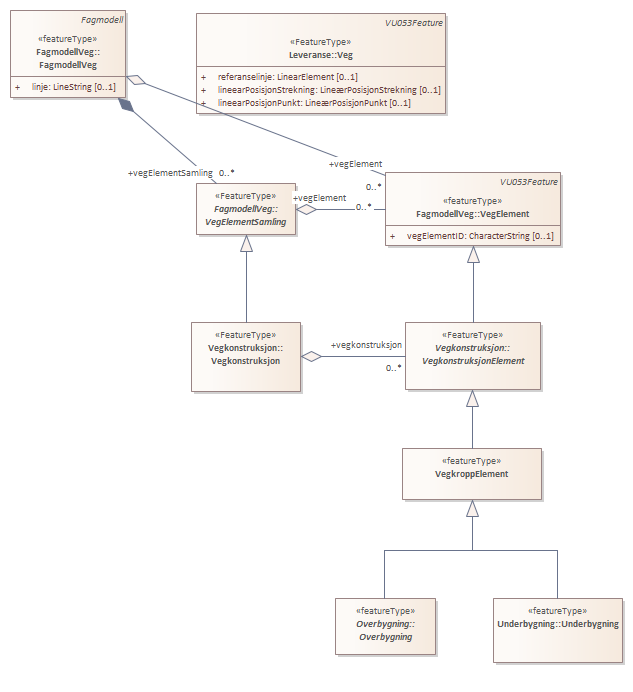 Fagmodell
«featureType»
FagmodellVeg::
FagmodellVeg
+ linje: LineString [0..1]
VU053Feature
«FeatureType»
Leveranse::Veg
+ referanselinje: LinearElement [0..1]
+ lineearPosisjonStrekning: LineærPosisjonStrekning [0..1]
+ lineearPosisjonPunkt: LineærPosisjonPunkt [0..1]
+vegElement
0..*
+vegElementSamling 0..*
«FeatureType»
FagmodellVeg::
VegElementSamling
+vegElement
0..*
VU053Feature
«featureType»
FagmodellVeg::VegElement
+ vegElementID: CharacterString [0..1]
«FeatureType»
Vegkonstruksjon::
Vegkonstruksjon
+vegkonstruksjon
0..*
«FeatureType»
Vegkonstruksjon::
VegkonstruksjonElement
«featureType»
VegkroppElement
«featureType»
Overbygning::
Overbygning
«featureType»
Underbygning::Underbygning